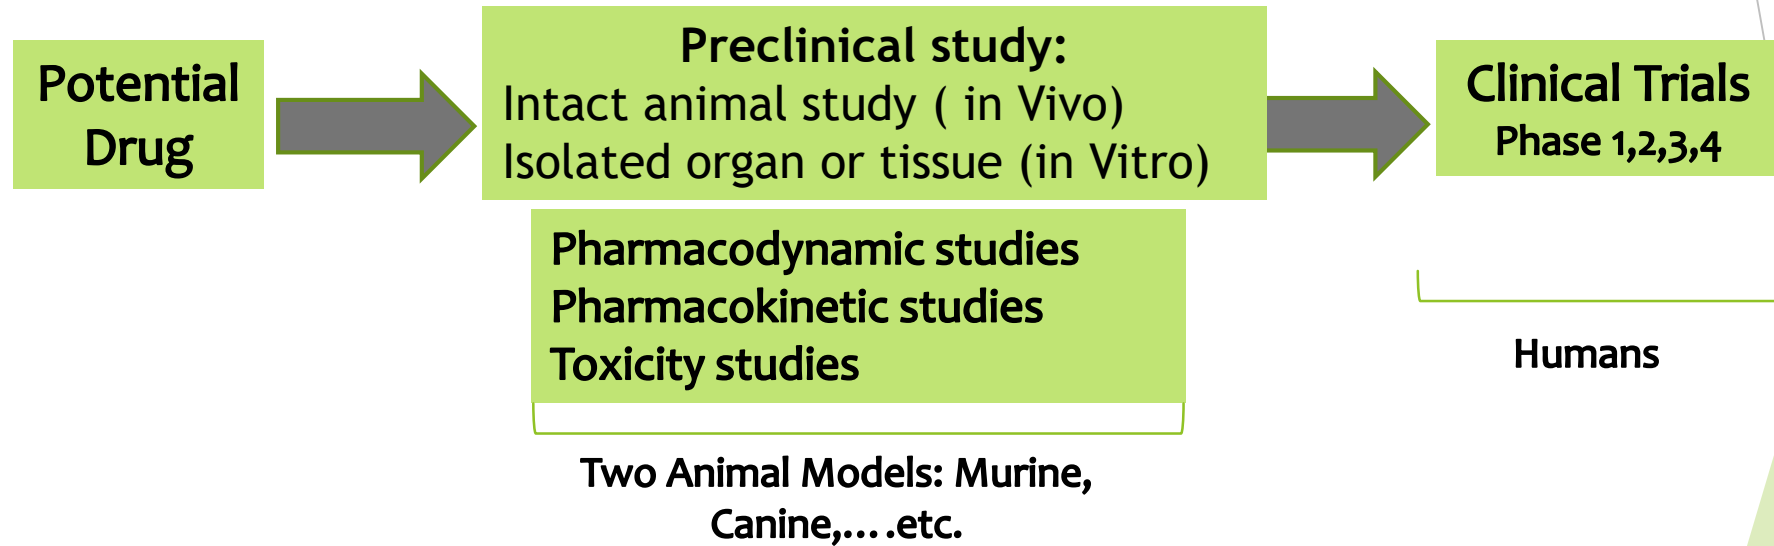 Potential
Drug
Preclinical study:
Intact animal study ( in Vivo)
Isolated organ or tissue (in Vitro)
Clinical Trials
Phase 1,2,3,4
Pharmacodynamic studies
Pharmacokinetic studies
Toxicity studies
Humans
Two Animal Models: Murine,
Canine,....etc.